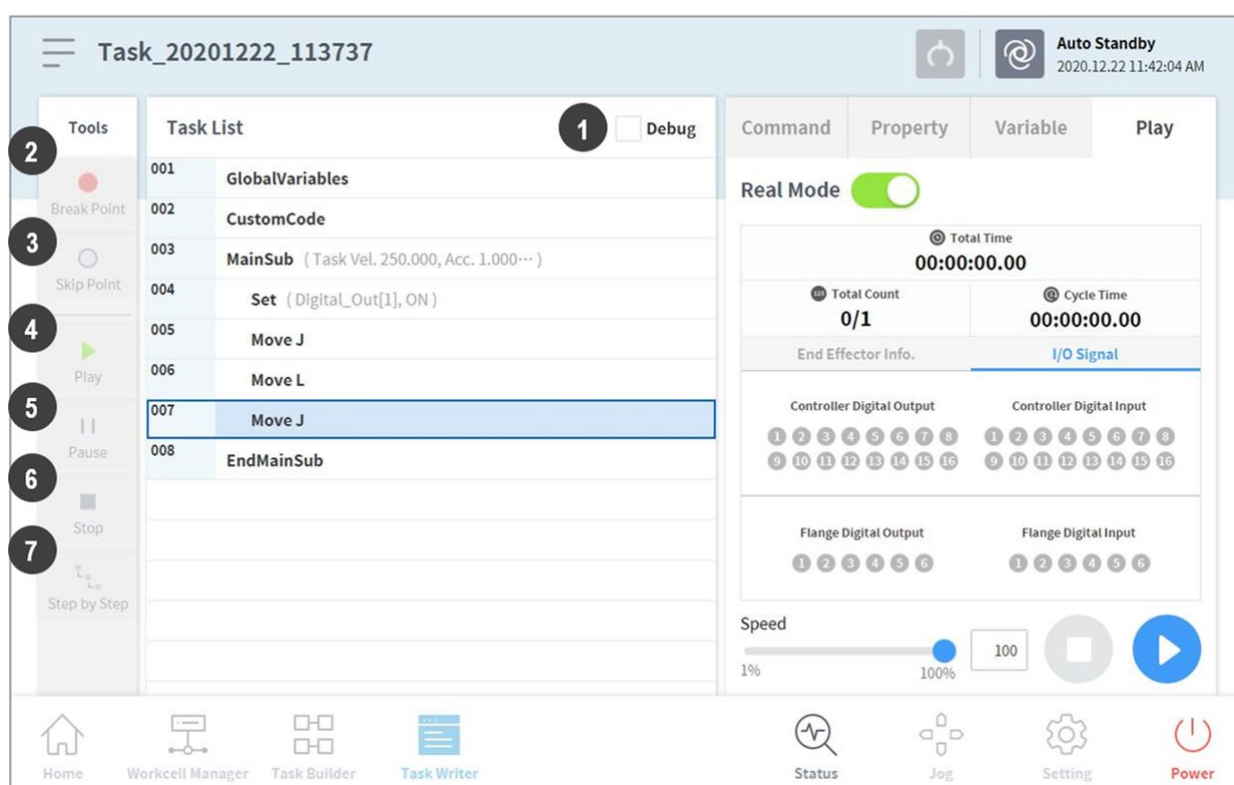 Task_20201222_113737
Auto Standby
2020.12.22 11:42:04 AM
Tools
2
Break Point
3
Skip Point
4
Play
5
Pause
6
Stop
7
Step by Step
Task List
1
Debug
001 GlobalVariables
002 CustomCode
003 MainSub ( Task Vel. 250.000, Acc. 1.000··· )
004 Set ( Digital_Out[1], ON )
005 Move J
006 Move L
007 Move J
008 EndMainSub
Command Property Variable Play
Real Mode
Total Time
00:00:00.00
123 Total Count
0/1
Cycle Time
00:00:00.00
End Effector Info. I/O Signal
Controller Digital Output
1 2 3 4 5 6 7 8
9 10 11 12 13 14 15 16
Controller Digital Input
1 2 3 4 5 6 7 8
9 10 11 12 13 14 15 16
Flange Digital Output
1 2 3 4 5 6
Flange Digital Input
1 2 3 4 5 6
Speed
1% 100%
100
Home Workcell Manager Task Builder Task Writer Status Jog Setting Power